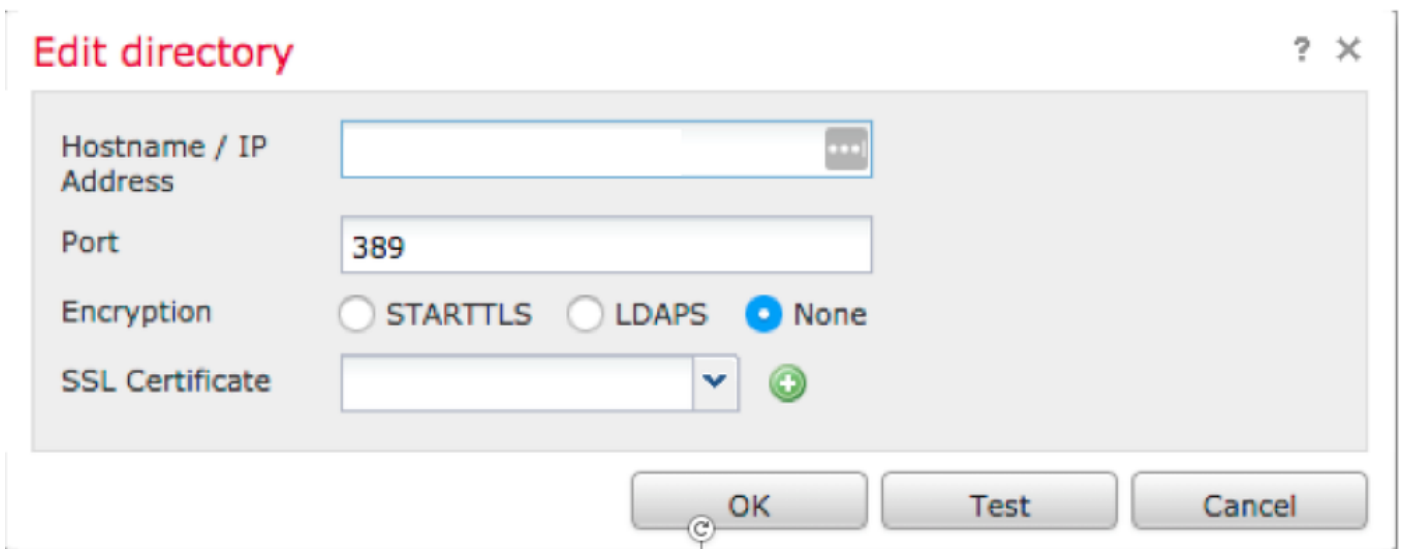 Edit directory
? ×
Hostname / IP
Address
Port
389
Encryption
STARTTLS
LDAPS
None
SSL Certificate
OK
Test
Cancel